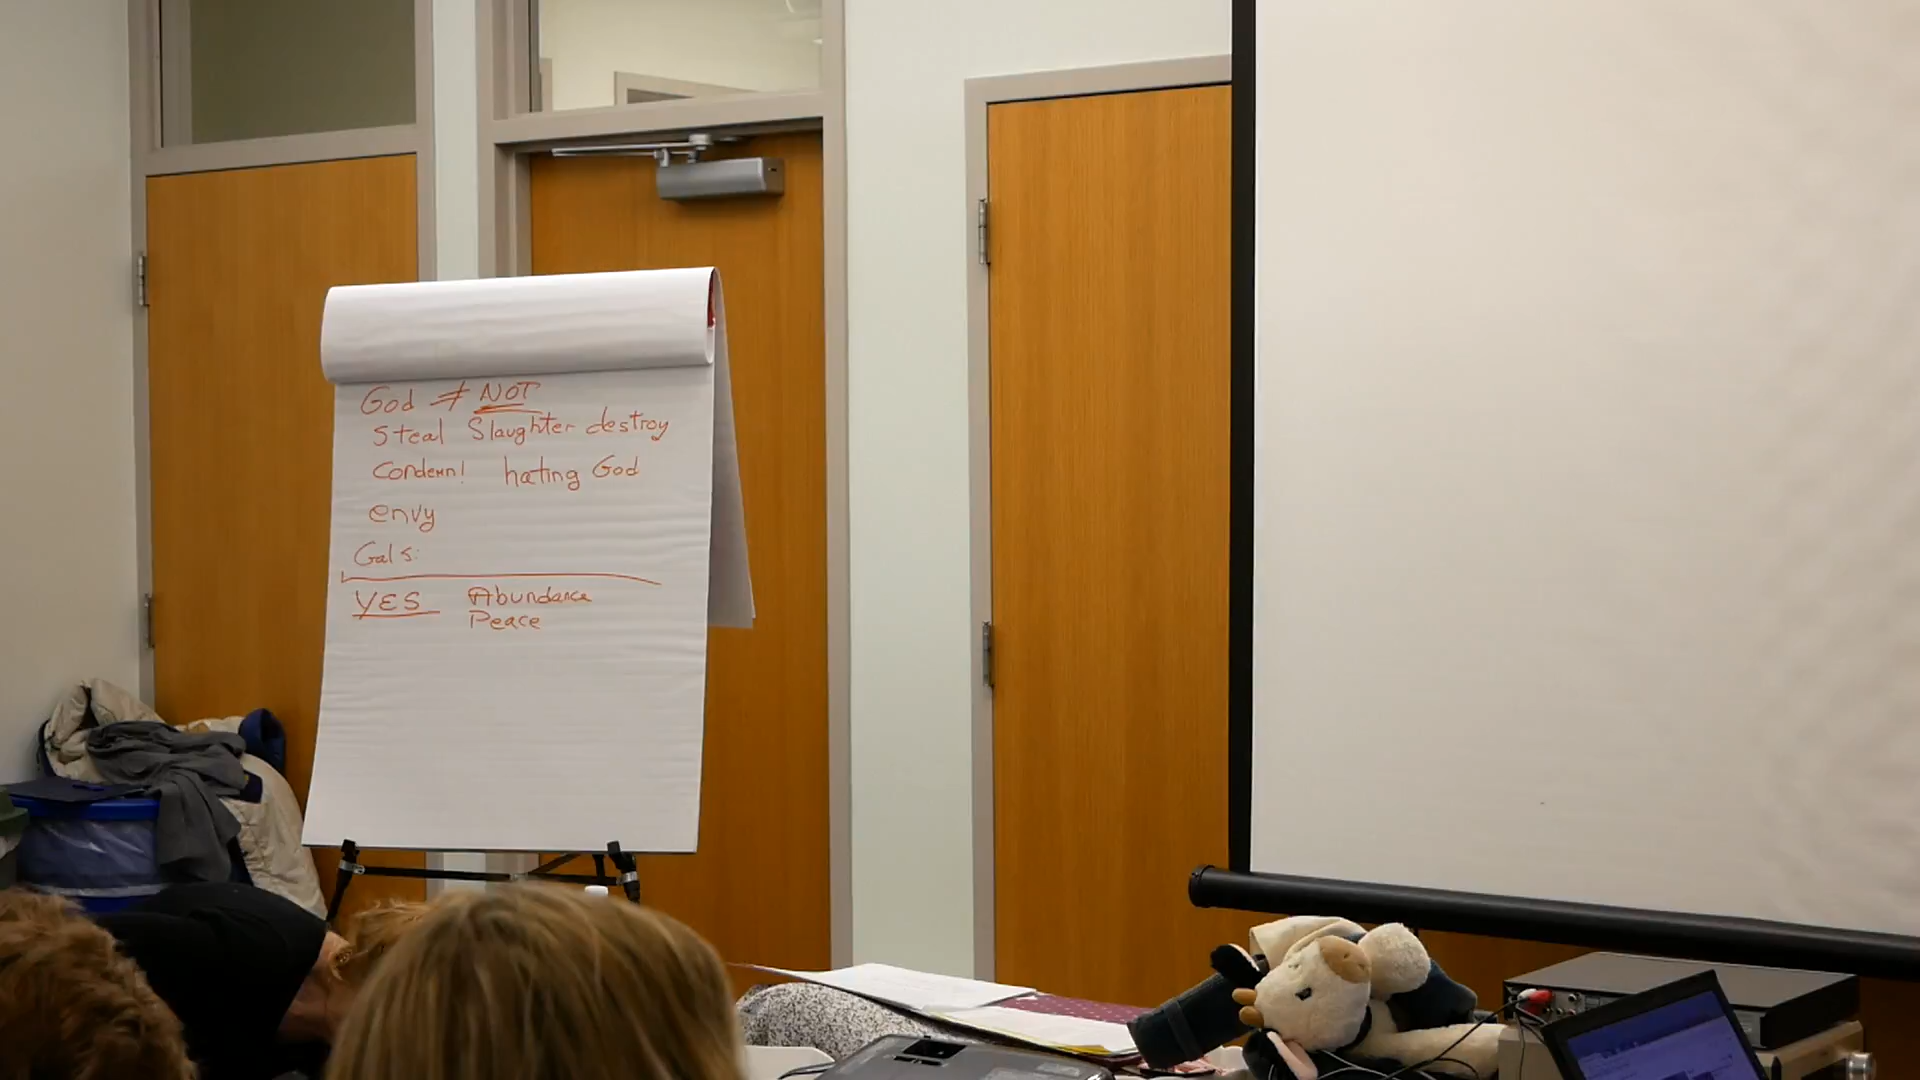 God ≠ NOT
Steal Slaughter destroy
Condemn! hating God
envy
Gal 5:
YES Abundance
Peace